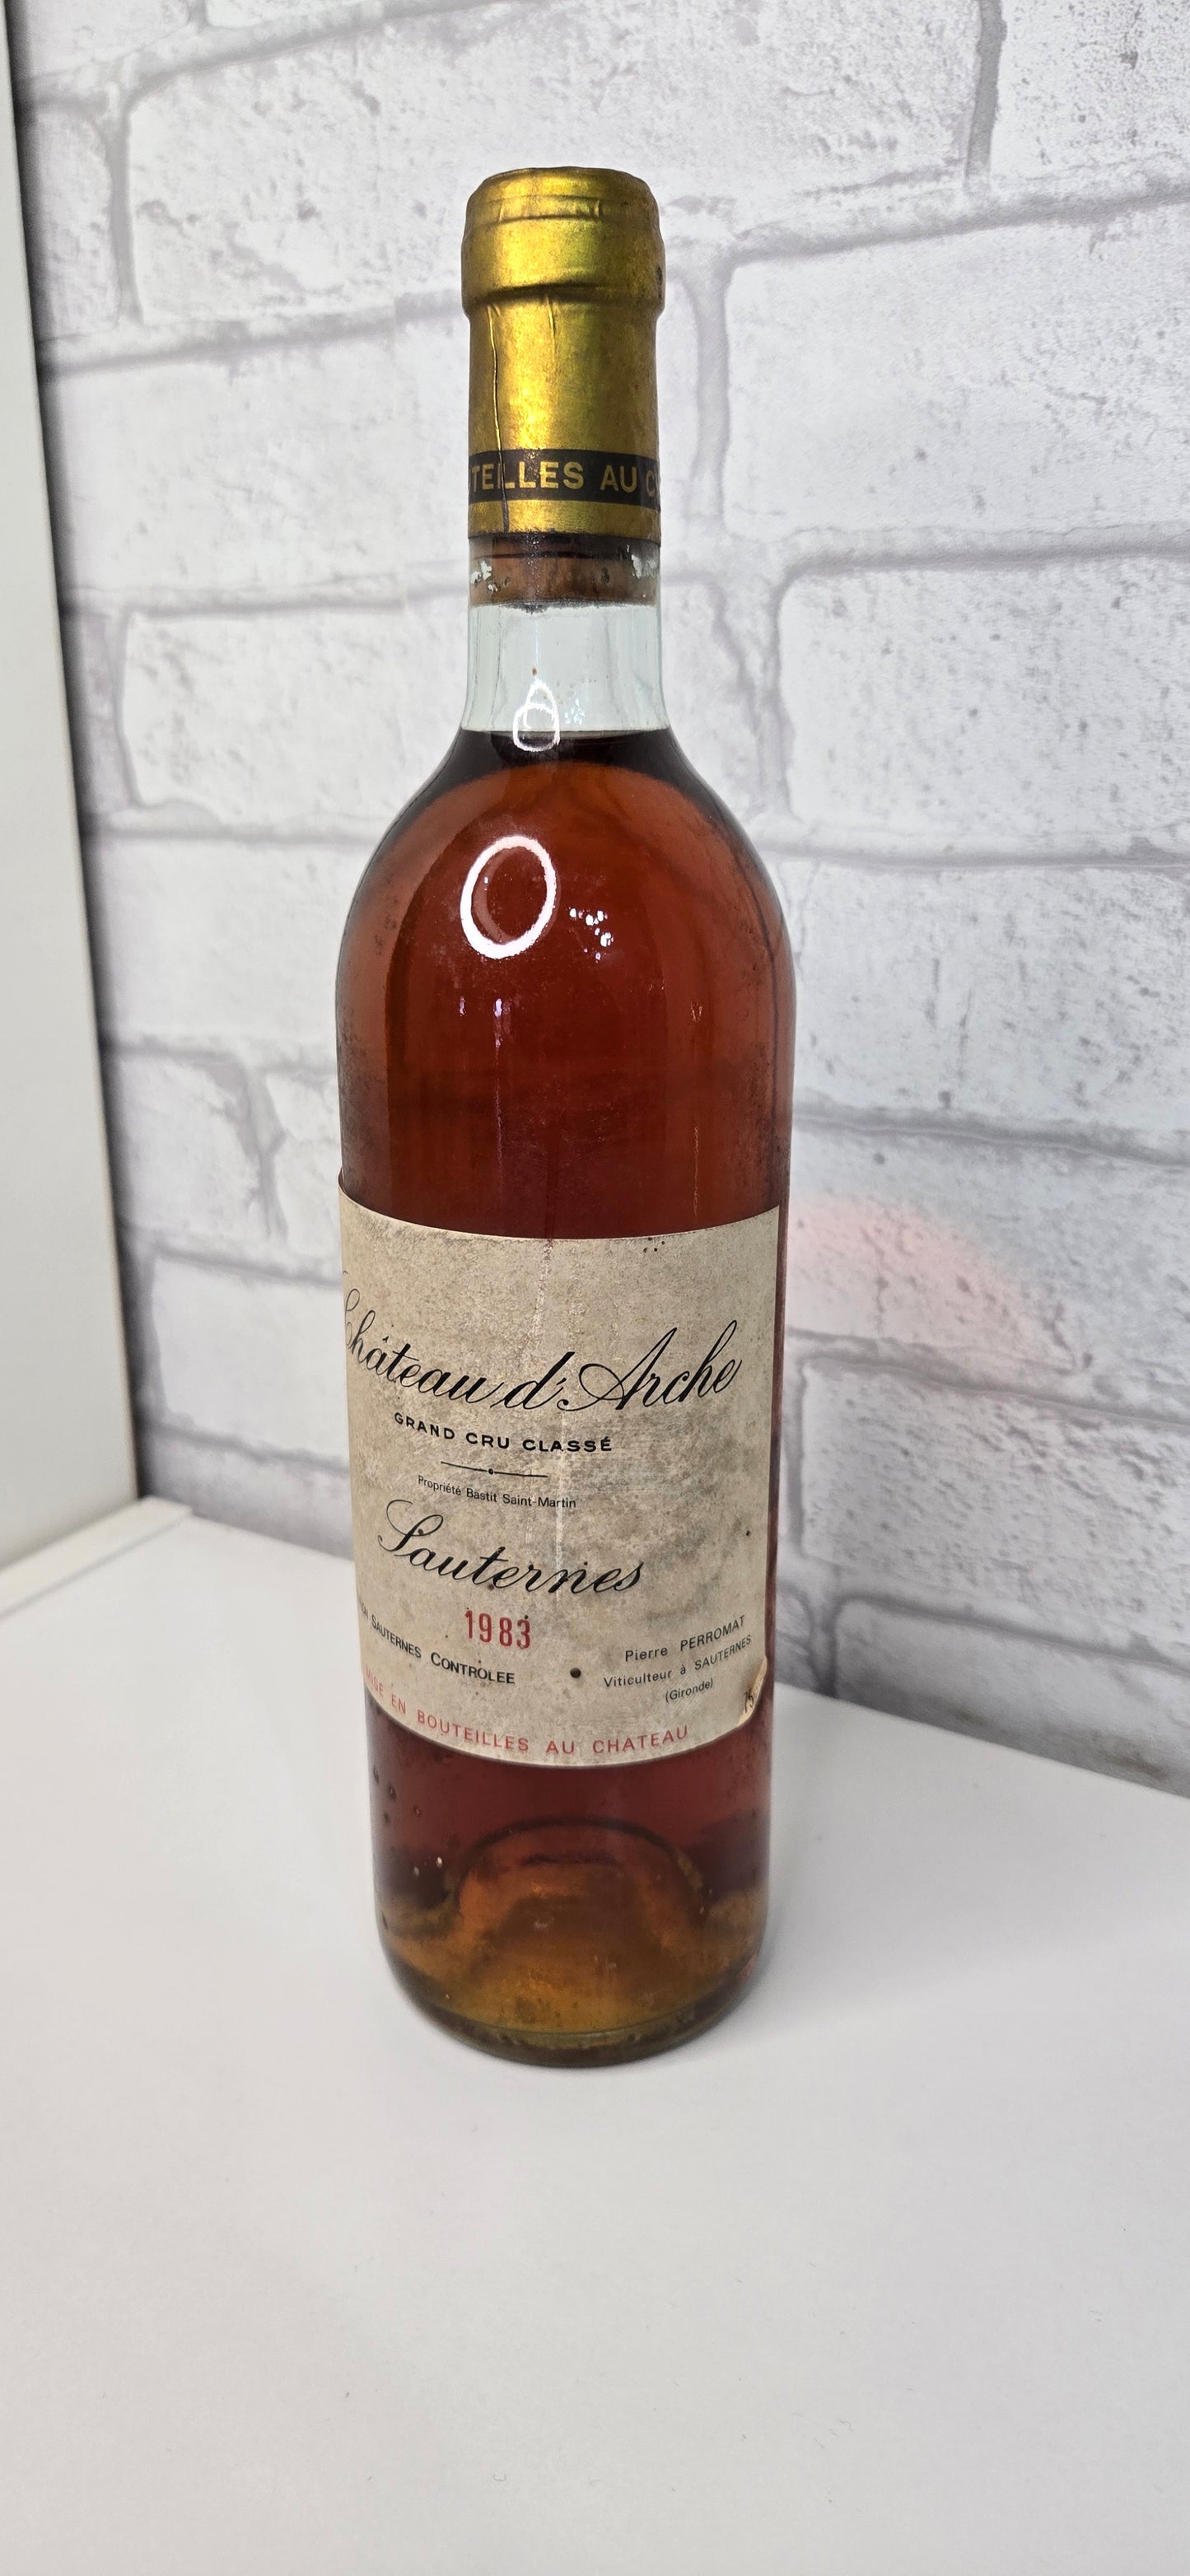 TEILLES AU C
Château d'Arche
GRAND CRU CLASSÉ
Propriété Bastit Saint-Martin
Sauternes
1983
SAUTERNES CONTROLEE
Pierre PERROMAT
Viticulteur à SAUTERNES
(Gironde)
75
MISE EN BOUTEILLES AU CHATEAU